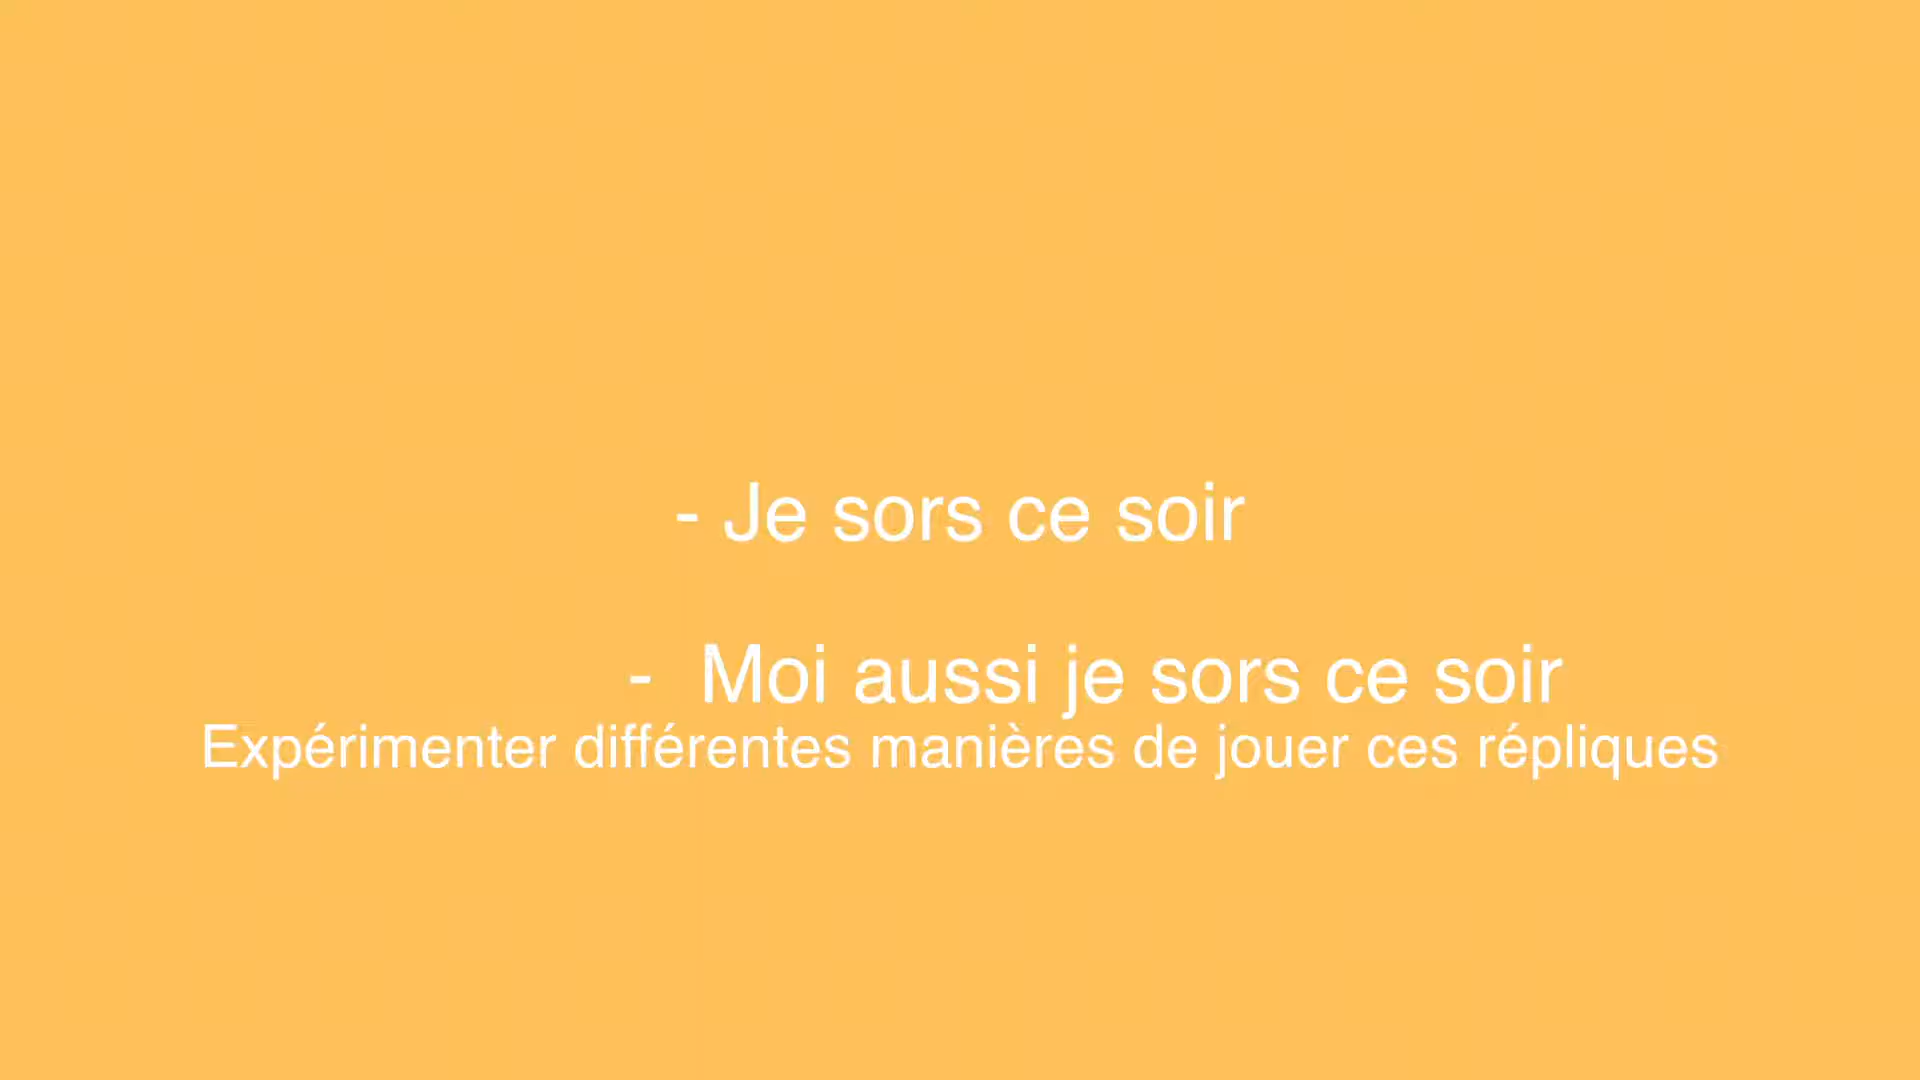 - Je sors ce soir
- Moi aussi je sors ce soir
Expérimenter différentes manières de jouer ces répliques